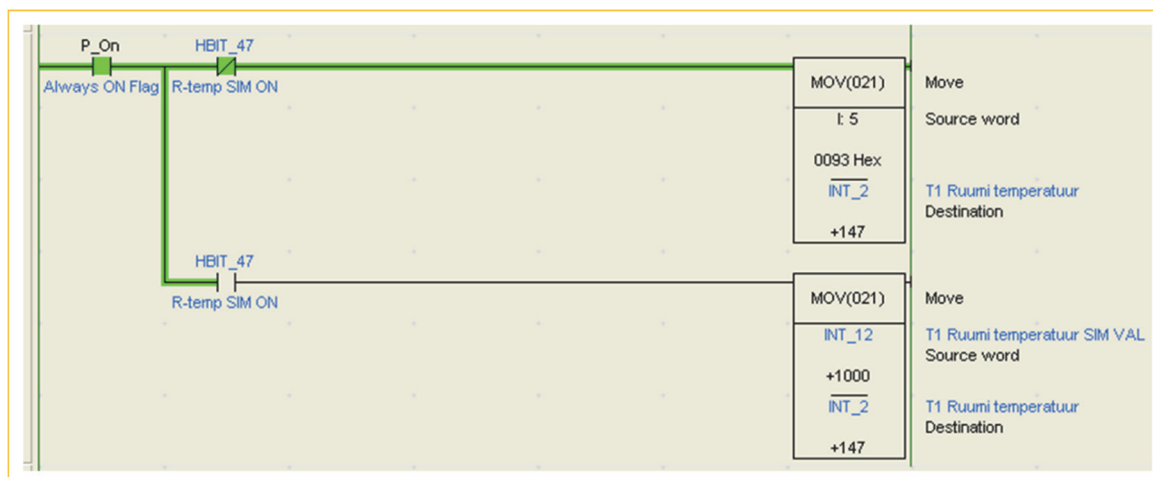 P_On HBIT_47
Always ON Flag R-temp SIM ON
MOV(021) Move
I: 5 Source word
0093 Hex
INT_2 T1 Ruumi temperatuur
Destination
+147
HBIT_47
R-temp SIM ON
MOV(021) Move
INT_12 T1 Ruumi temperatuur SIM VAL
Source word
+1000
INT_2 T1 Ruumi temperatuur
Destination
+147